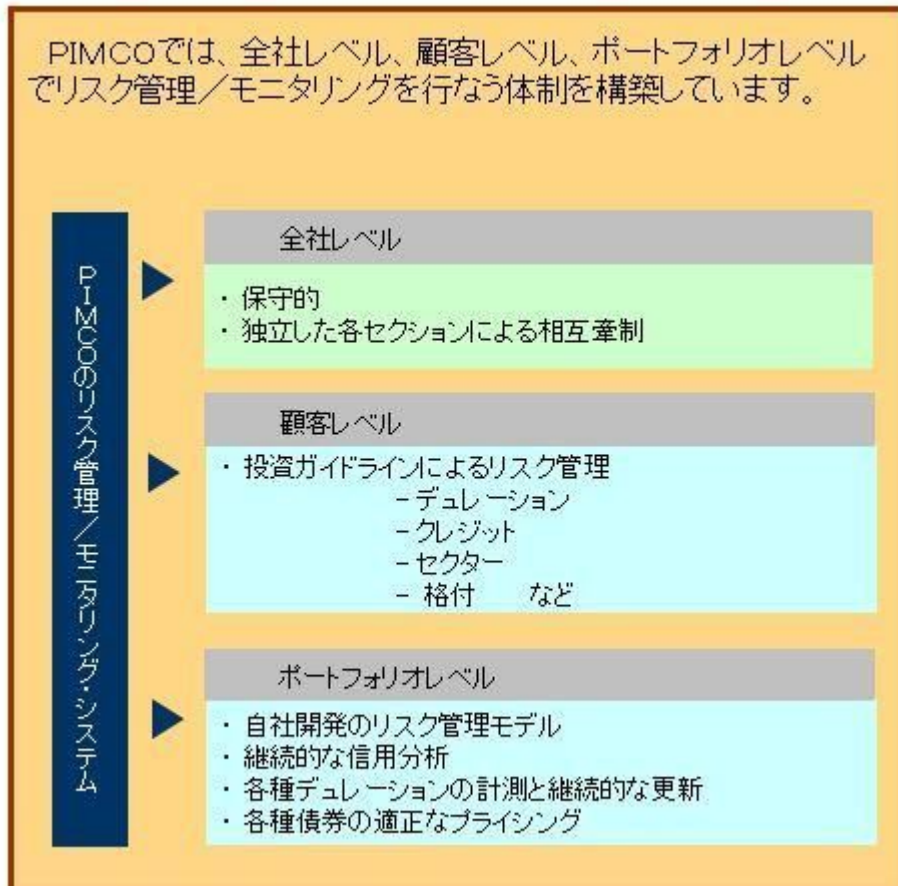 PIMCOでは、全社レベル、顧客レベル、ポートフォリオレベル
でリスク管理／モニタリングを行なう体制を構築しています。
PIMCOのリスク管理／モニタリング・システム
全社レベル
・ 保守的
・ 独立した各セクションによる相互牽制
顧客レベル
・ 投資ガイドラインによるリスク管理
－デュレーション
－クレジット
－セクター
－ 格付　　など
ポートフォリオレベル
・ 自社開発のリスク管理モデル
・ 継続的な信用分析
・ 各種デュレーションの計測と継続的な更新
・ 各種債券の適正なプライシング